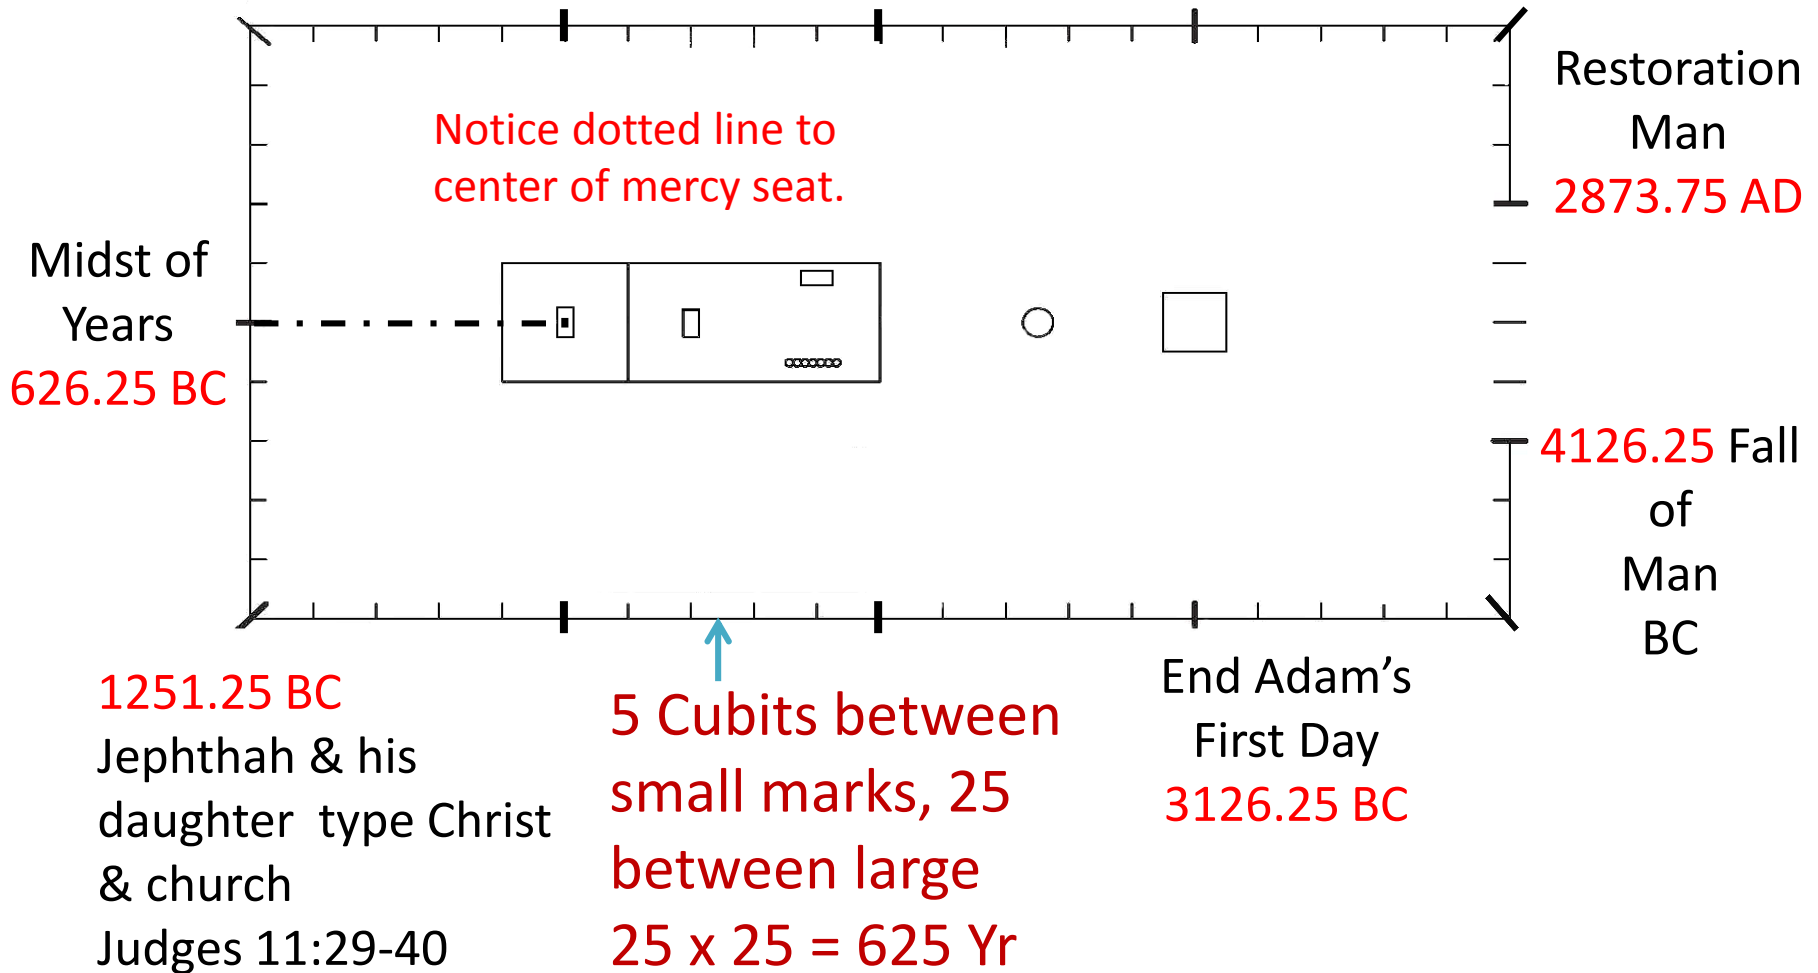 Notice dotted line to
center of mercy seat.
Restoration
Man
2873.75 AD
Midst of
Years
626.25 BC
4126.25 Fall
of
Man
BC
1251.25 BC
Jephthah & his
daughter type Christ
& church
Judges 11:29-40
5 Cubits between
small marks, 25
between large
25 x 25 = 625 Yr
End Adam’s
First Day
3126.25 BC